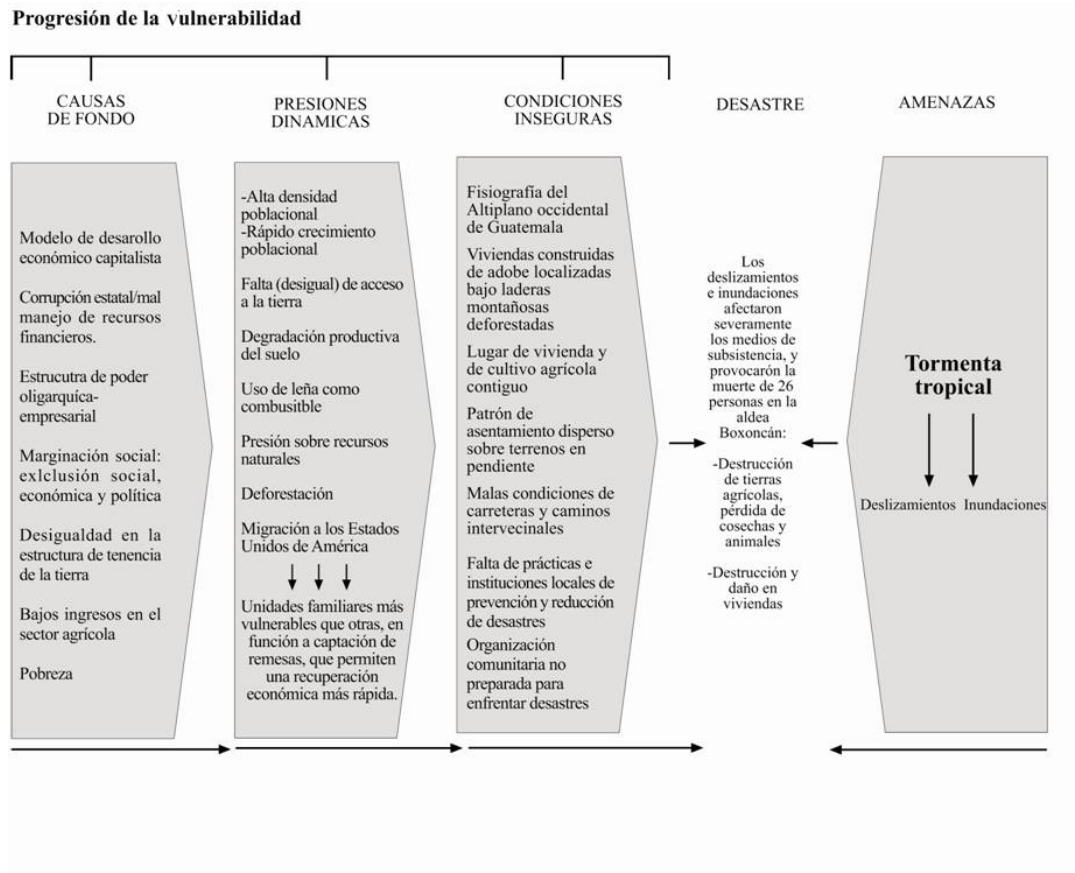 Progresión de la vulnerabilidad
CAUSAS
DE FONDO
PRESIONES
DINAMICAS
CONDICIONES
INSEGURAS
DESASTRE
AMENAZAS
Modelo de desarollo
económico capitalista
Corrupción estatal/mal
manejo de recursos
financieros.
Estrucutra de poder
oligarquíca-
empresarial
Marginación social:
exlclusión social,
económica y política
Desigualdad en la
estructura de tenencia
de la tierra
Bajos ingresos en el
sector agrícola
Pobreza
-Alta densidad
poblacional
-Rápido crecimiento
poblacional
Falta (desigual) de acceso
a la tierra
Degradación productiva
del suelo
Uso de leña como
combusitible
Presión sobre recursos
naturales
Deforestación
Migración a los Estados
Unidos de América
Unidades familiares más
vulnerables que otras, en
función a captación de
remesas, que permiten
una recuperación
económica más rápida.
Fisiografía del
Altiplano occidental
de Guatemala
Viviendas construidas
de adobe localizadas
bajo laderas
montañosas
deforestadas
Lugar de vivienda y
de cultivo agrícola
contiguo
Patrón de
asentamiento disperso
sobre terrenos en
pendiente
Malas condiciones de
carreteras y caminos
intervecinales
Falta de prácticas e
instituciones locales de
prevención y reducción
de desastres
Organización
comunitaria no
preparada para
enfrentar desastres
Los
deslizamientos
e inundaciones
afectaron
severamente
los medios de
subsistencia, y
provocarón la
muerte de 26
personas en la
aldea
Boxoncán:
-Destrucción
de tierras
agrícolas,
pérdida de
cosechas y
animales
-Destrucción y
daño en
viviendas
Tormenta
tropical
Deslizamientos Inundaciones